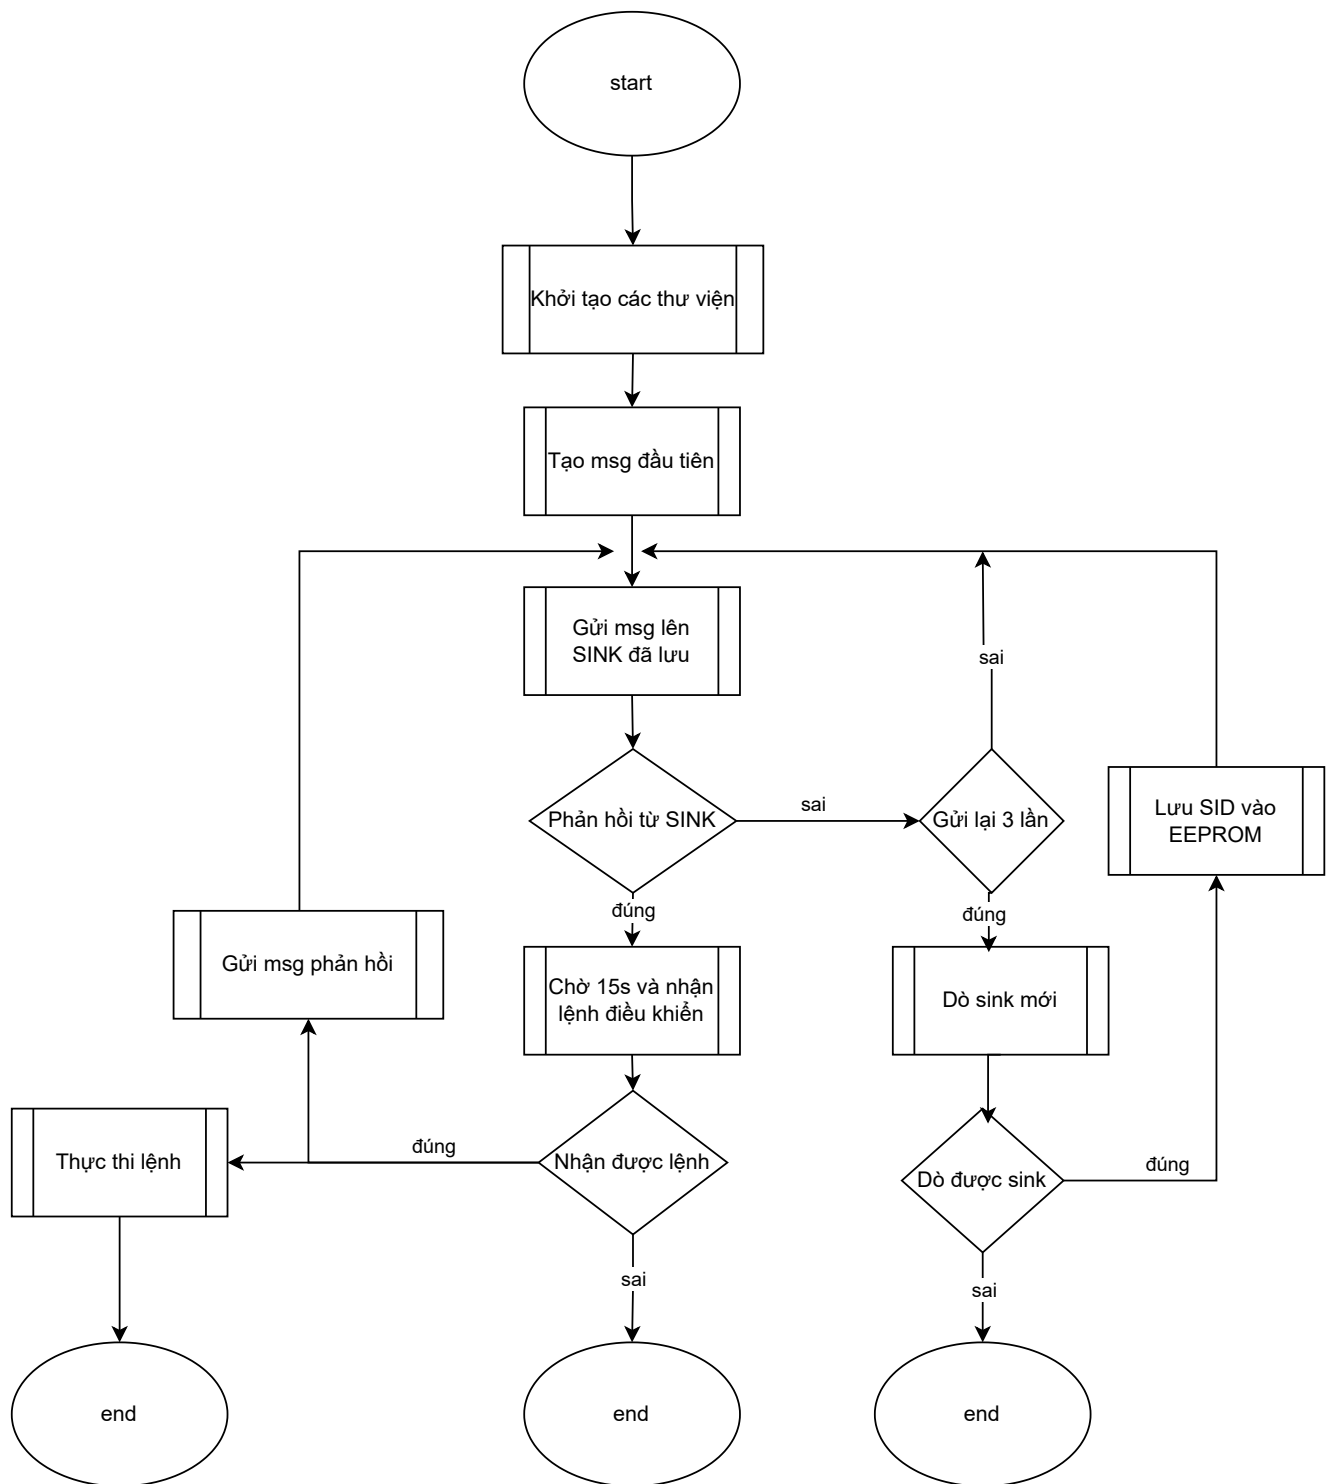 start
Khởi tạo các thư viện
Tạo msg đầu tiên
Gửi msg lên
SINK đã lưu
sai
Phản hồi từ SINK
sai
Gửi lại 3 lần
Lưu SID vào
EEPROM
đúng
đúng
Gửi msg phản hồi
Chờ 15s và nhận
lệnh điều khiển
Dò sink mới
Thực thi lệnh
đúng
Nhận được lệnh
Dò được sink
đúng
sai
sai
end
end
end